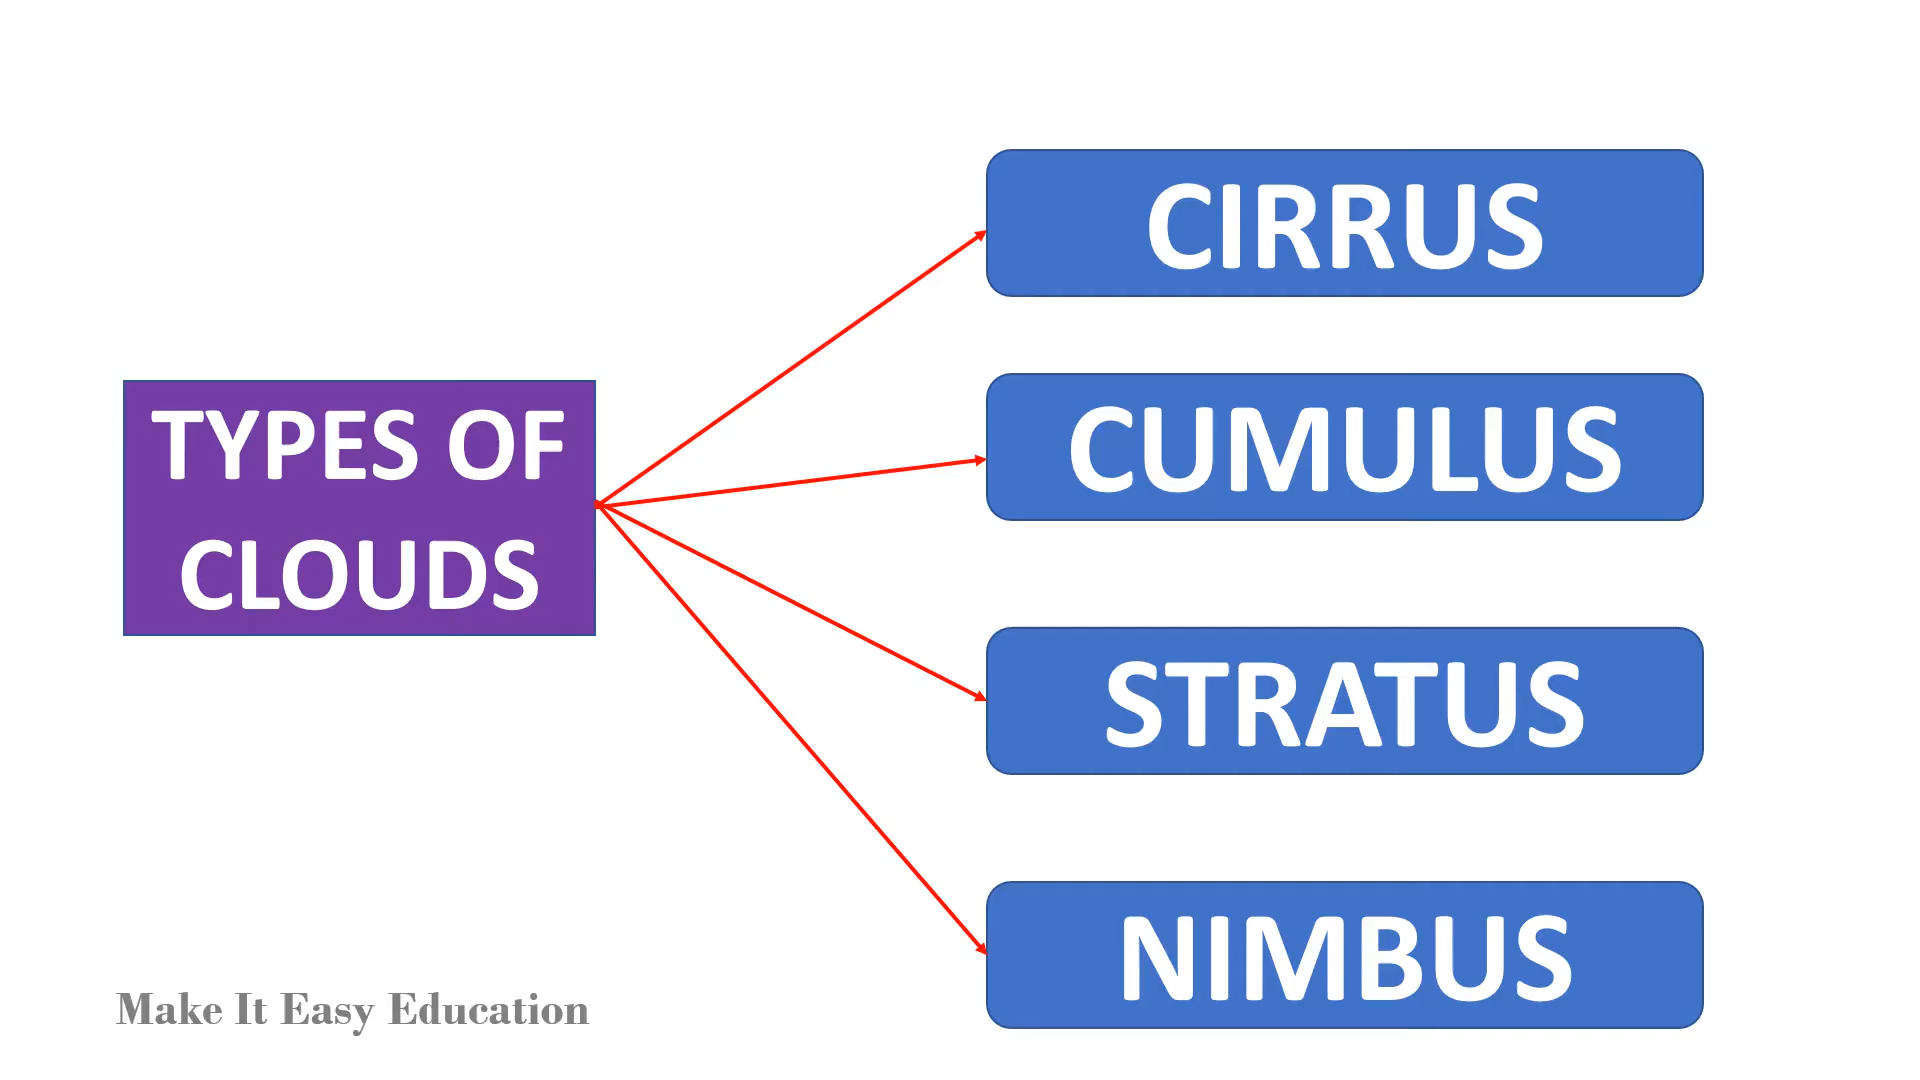 CIRRUS
TYPES OF
CLOUDS
CUMULUS
STRATUS
NIMBUS
Make It Easy Education